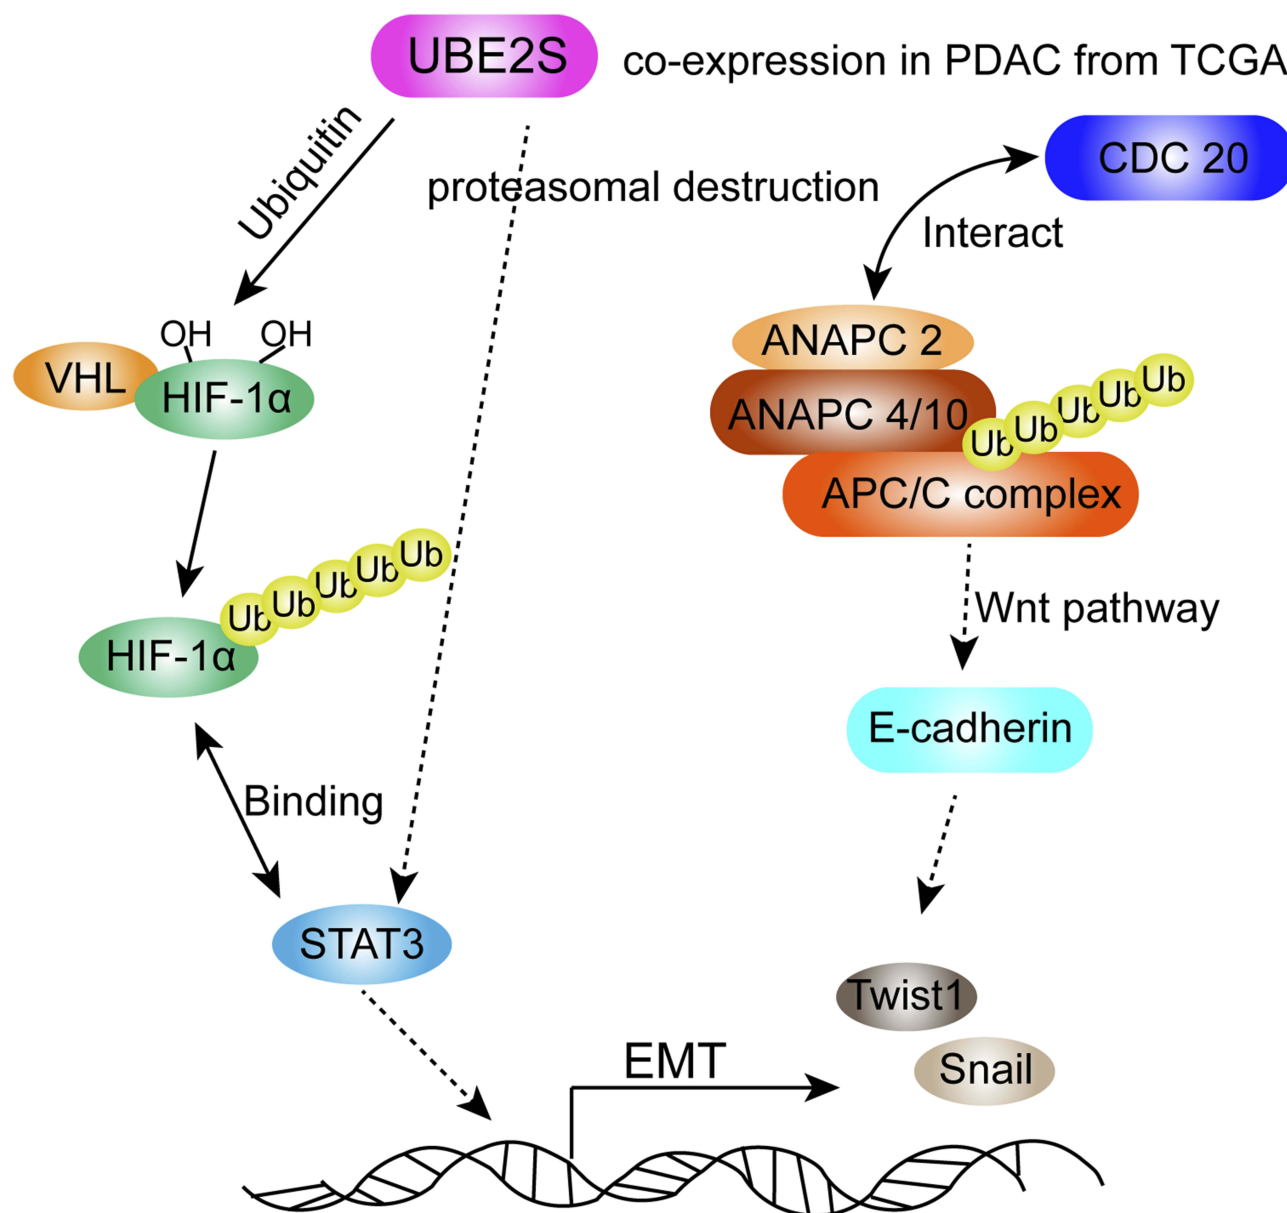 UBE2S
co-expression in PDAC from TCGA
CDC 20
Ubiquitin
proteasomal destruction
Interact
OH
OH
VHL
HIF-1α
ANAPC 2
ANAPC 4/10
Ub
Ub
Ub
Ub
Ub
APC/C complex
Ub
Ub
Ub
Ub
Ub
HIF-1α
Wnt pathway
E-cadherin
Binding
STAT3
Twist1
EMT
Snail